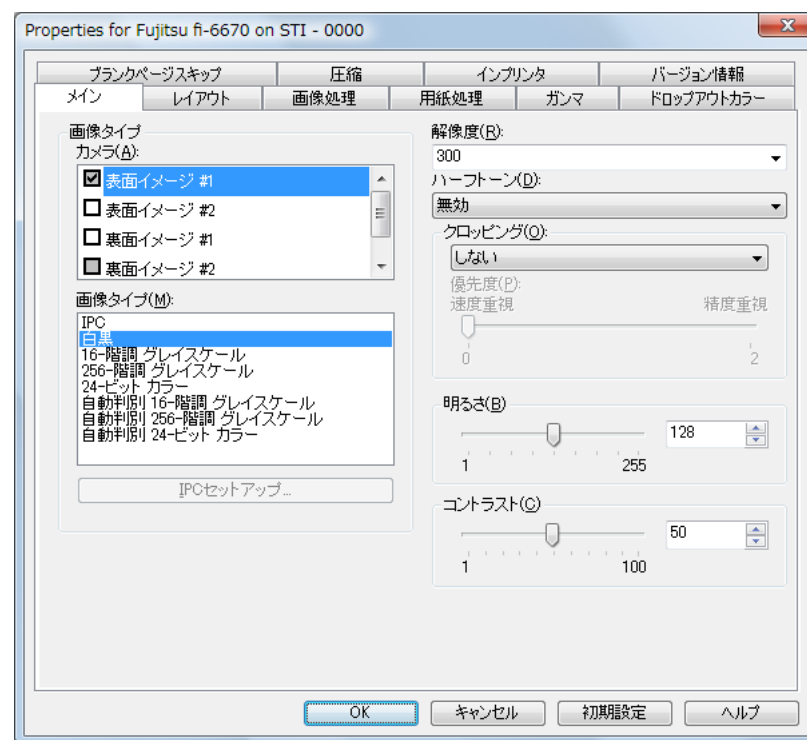 Properties for Fujitsu fi-6670 on STI - 0000
ブランクページスキップ 圧縮 インプリンタ バージョン情報
メイン レイアウト 画像処理 用紙処理 ガンマ ドロップアウトカラー
画像タイプ
カメラ(A):
表面イメージ #1
表面イメージ #2
裏面イメージ #1
裏面イメージ #2
画像タイプ(M):
IPC
白黒
16-階調 グレイスケール
256-階調 グレイスケール
24-ビット カラー
自動判別 16-階調 グレイスケール
自動判別 256-階調 グレイスケール
自動判別 24-ビット カラー
IPCセットアップ...
解像度(R):
300
ハーフトーン(D):
無効
クロッピング(O):
しない
優先度(P):
速度重視 精度重視
0 2
明るさ(B)
128
1 255
コントラスト(C)
50
1 100
OK キャンセル 初期設定 ヘルプ